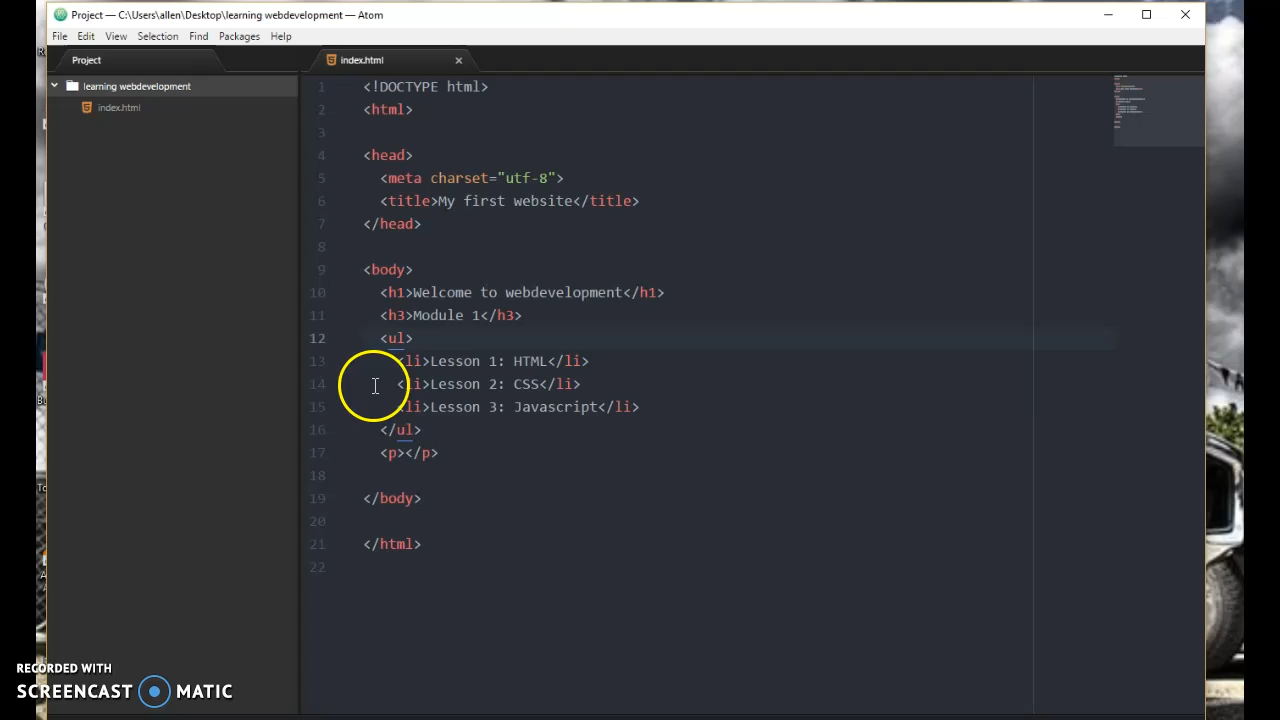 Project — C:\Users\allen\Desktop\learning webdevelopment — Atom
File Edit View Selection Find Packages Help
Project
index.html
learning webdevelopment
index.html
1 <!DOCTYPE html>
2 <html>
3
4 <head>
5 <meta charset="utf-8">
6 <title>My first website</title>
7 </head>
8
9 <body>
10 <h1>Welcome to webdevelopment</h1>
11 <h3>Module 1</h3>
12 <ul>
13 <li>Lesson 1: HTML</li>
14 <li>Lesson 2: CSS</li>
15 <li>Lesson 3: Javascript</li>
16 </ul>
17 <p></p>
18
19 </body>
20
21 </html>
22
RECORDED WITH
SCREENCAST MATIC